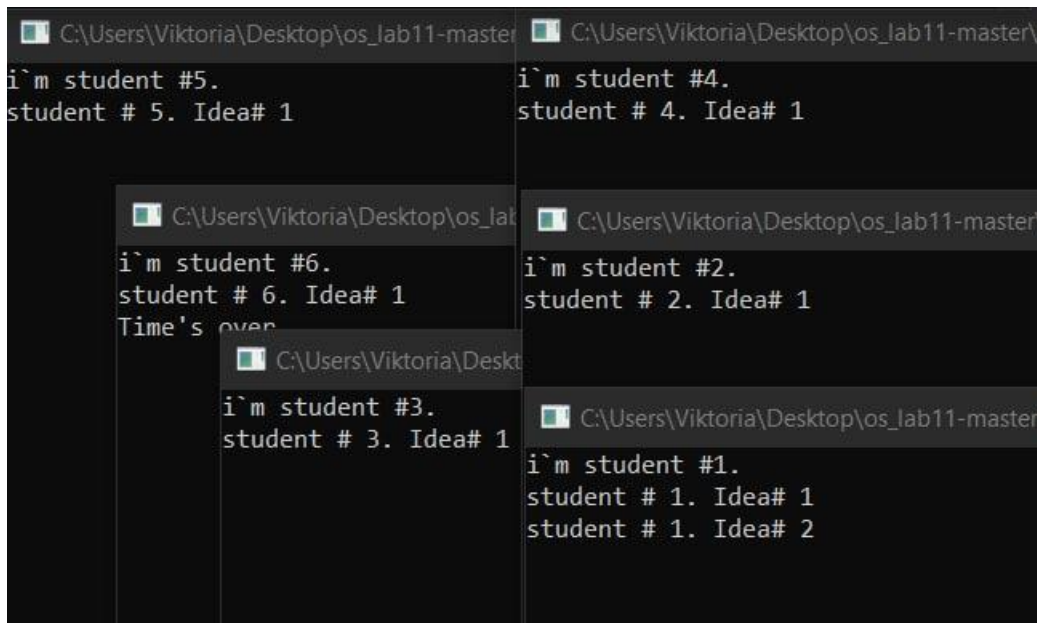 C:\Users\Viktoria\Desktop\os_lab11-master
i`m student #5.
student # 5. Idea# 1
C:\Users\Viktoria\Desktop\os_lab11-master\
i`m student #4.
student # 4. Idea# 1
C:\Users\Viktoria\Desktop\os_lab
i`m student #6.
student # 6. Idea# 1
Time's over
C:\Users\Viktoria\Desktop\os_lab11-master\
i`m student #2.
student # 2. Idea# 1
C:\Users\Viktoria\Deskt
i`m student #3.
student # 3. Idea# 1
C:\Users\Viktoria\Desktop\os_lab11-master
i`m student #1.
student # 1. Idea# 1
student # 1. Idea# 2